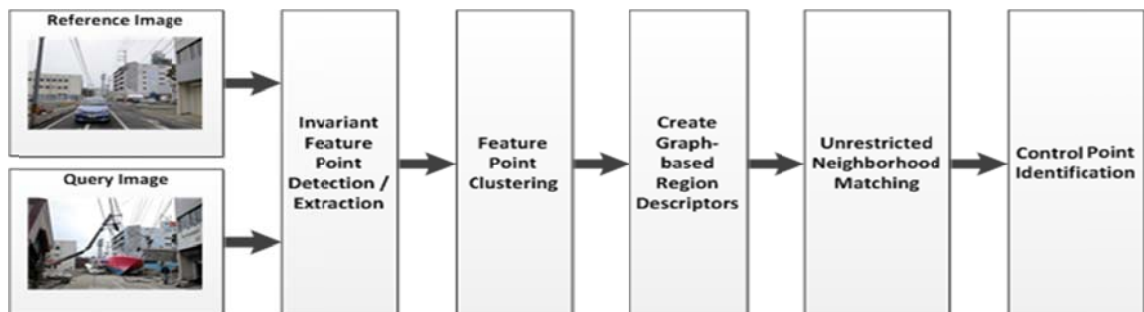 Reference Image
Query Image
Invariant
Feature
Point
Detection /
Extraction
Feature
Point
Clustering
Create
Graph-
based
Region
Descriptors
Unrestricted
Neighborhood
Matching
Control Point
Identification